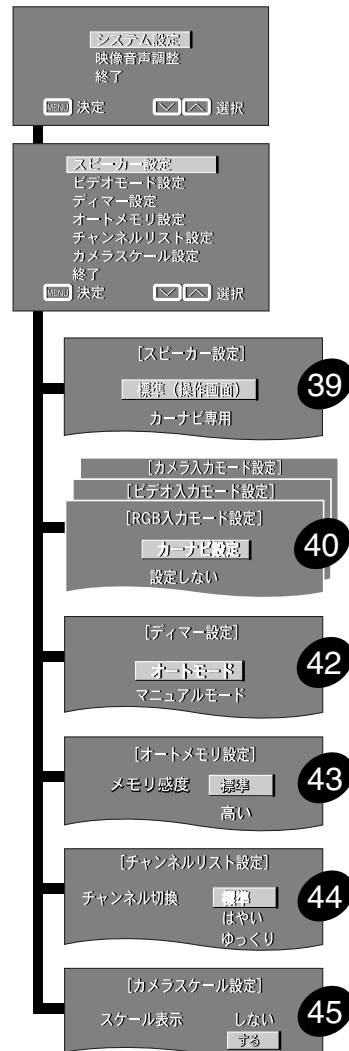 システム設定
映像音声調整
終了
MENU 決定 選択
スピーカー設定
ビデオモード設定
ディマー設定
オートメモリ設定
チャンネルリスト設定
カメラスケール設定
終了
MENU 決定 選択
[スピーカー設定]
標準（操作画面）
カーナビ専用
39
[カメラ入力モード設定]
[ビデオ入力モード設定]
[RGB入力モード設定]
カーナビ設定
設定しない
40
[ディマー設定]
オートモード
マニュアルモード
42
[オートメモリ設定]
メモリ感度 標準
高い
43
[チャンネルリスト設定]
チャンネル切換 標準
はやい
ゆっくり
44
[カメラスケール設定]
スケール表示 しない
する
45